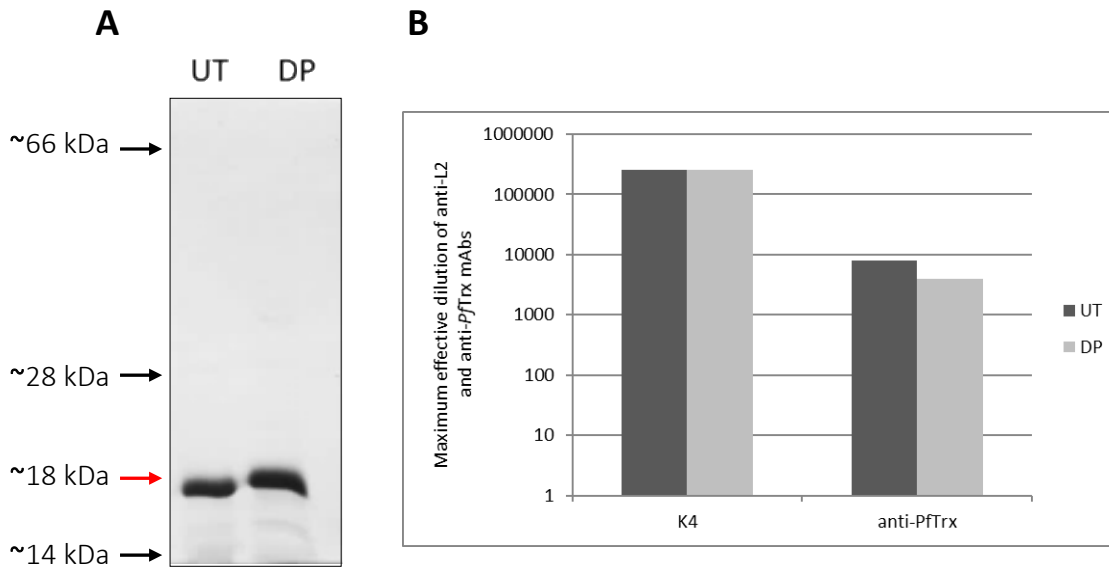 A
UT DP
~66 kDa
~28 kDa
~18 kDa
~14 kDa
B
Maximum effective dilution of anti-L2
and anti-PfTrx mAbs
1000000
100000
10000
1000
100
10
1
K4
anti-PfTrx
UT
DP